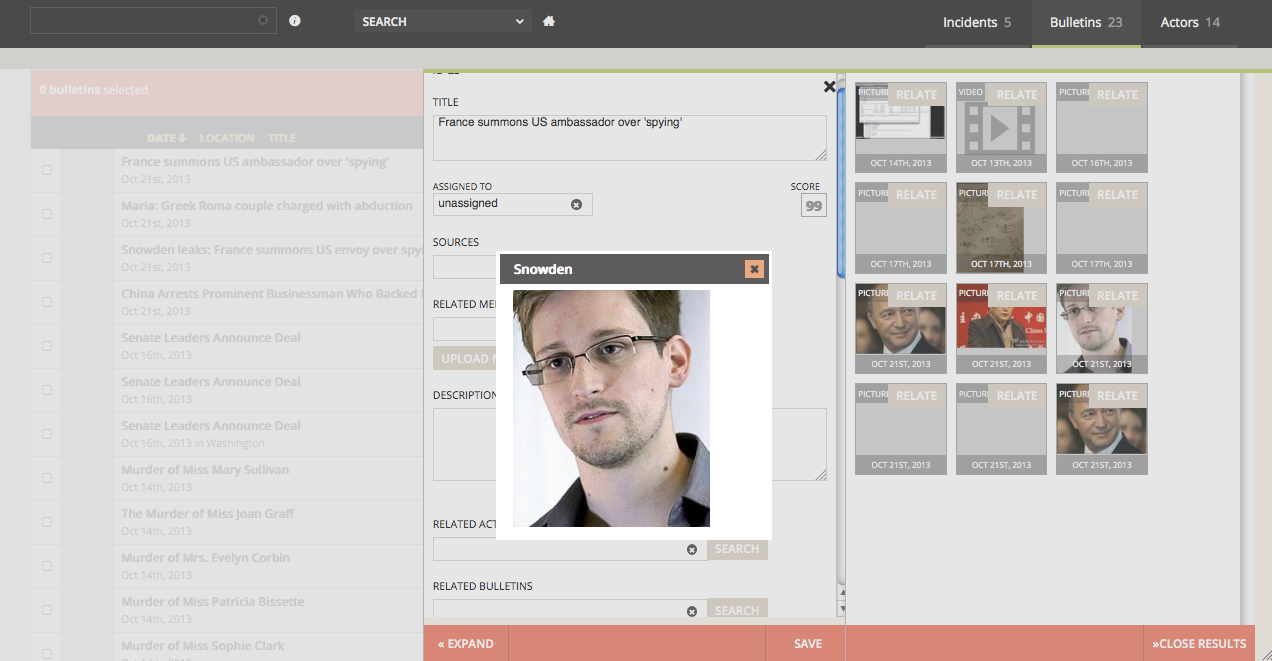 SEARCH
Incidents 5
Bulletins 23
Actors 14
0 bulletins selected
DATE LOCATION TITLE
France summons US ambassador over 'spying'
Oct 21st, 2013
Maria: Greek Roma couple charged with abduction
Oct 21st, 2013
Snowden leaks: France summons US envoy over spyi
Oct 21st, 2013
China Arrests Prominent Businessman Who Backed
Oct 21st, 2013
Senate Leaders Announce Deal
Oct 16th, 2013
Senate Leaders Announce Deal
Oct 16th, 2013
Senate Leaders Announce Deal
Oct 16th, 2013 in Washington
Murder of Miss Mary Sullivan
Oct 14th, 2013
The Murder of Miss Joan Graff
Oct 14th, 2013
Murder of Mrs. Evelyn Corbin
Oct 14th, 2013
Murder of Miss Patricia Bissette
Oct 14th, 2013
Murder of Miss Sophie Clark
TITLE
France summons US ambassador over 'spying'
ASSIGNED TO
SCORE
unassigned
99
SOURCES
RELATED ME
UPLOAD
DESCRIPTION
RELATED ACT
SEARCH
RELATED BULLETINS
SEARCH
« EXPAND
SAVE
Snowden
PICTURE RELATE
OCT 14TH, 2013
VIDEO RELATE
OCT 13TH, 2013
PICTURE RELATE
OCT 16TH, 2013
PICTURE RELATE
OCT 17TH, 2013
PICTURE RELATE
OCT 17TH, 2013
PICTURE RELATE
OCT 17TH, 2013
PICTURE RELATE
OCT 21ST, 2013
PICTURE RELATE
China
OCT 21ST, 2013
PICTURE RELATE
OCT 21ST, 2013
PICTURE RELATE
OCT 21ST, 2013
PICTURE RELATE
OCT 21ST, 2013
PICTURE RELATE
OCT 21ST, 2013
»CLOSE RESULTS